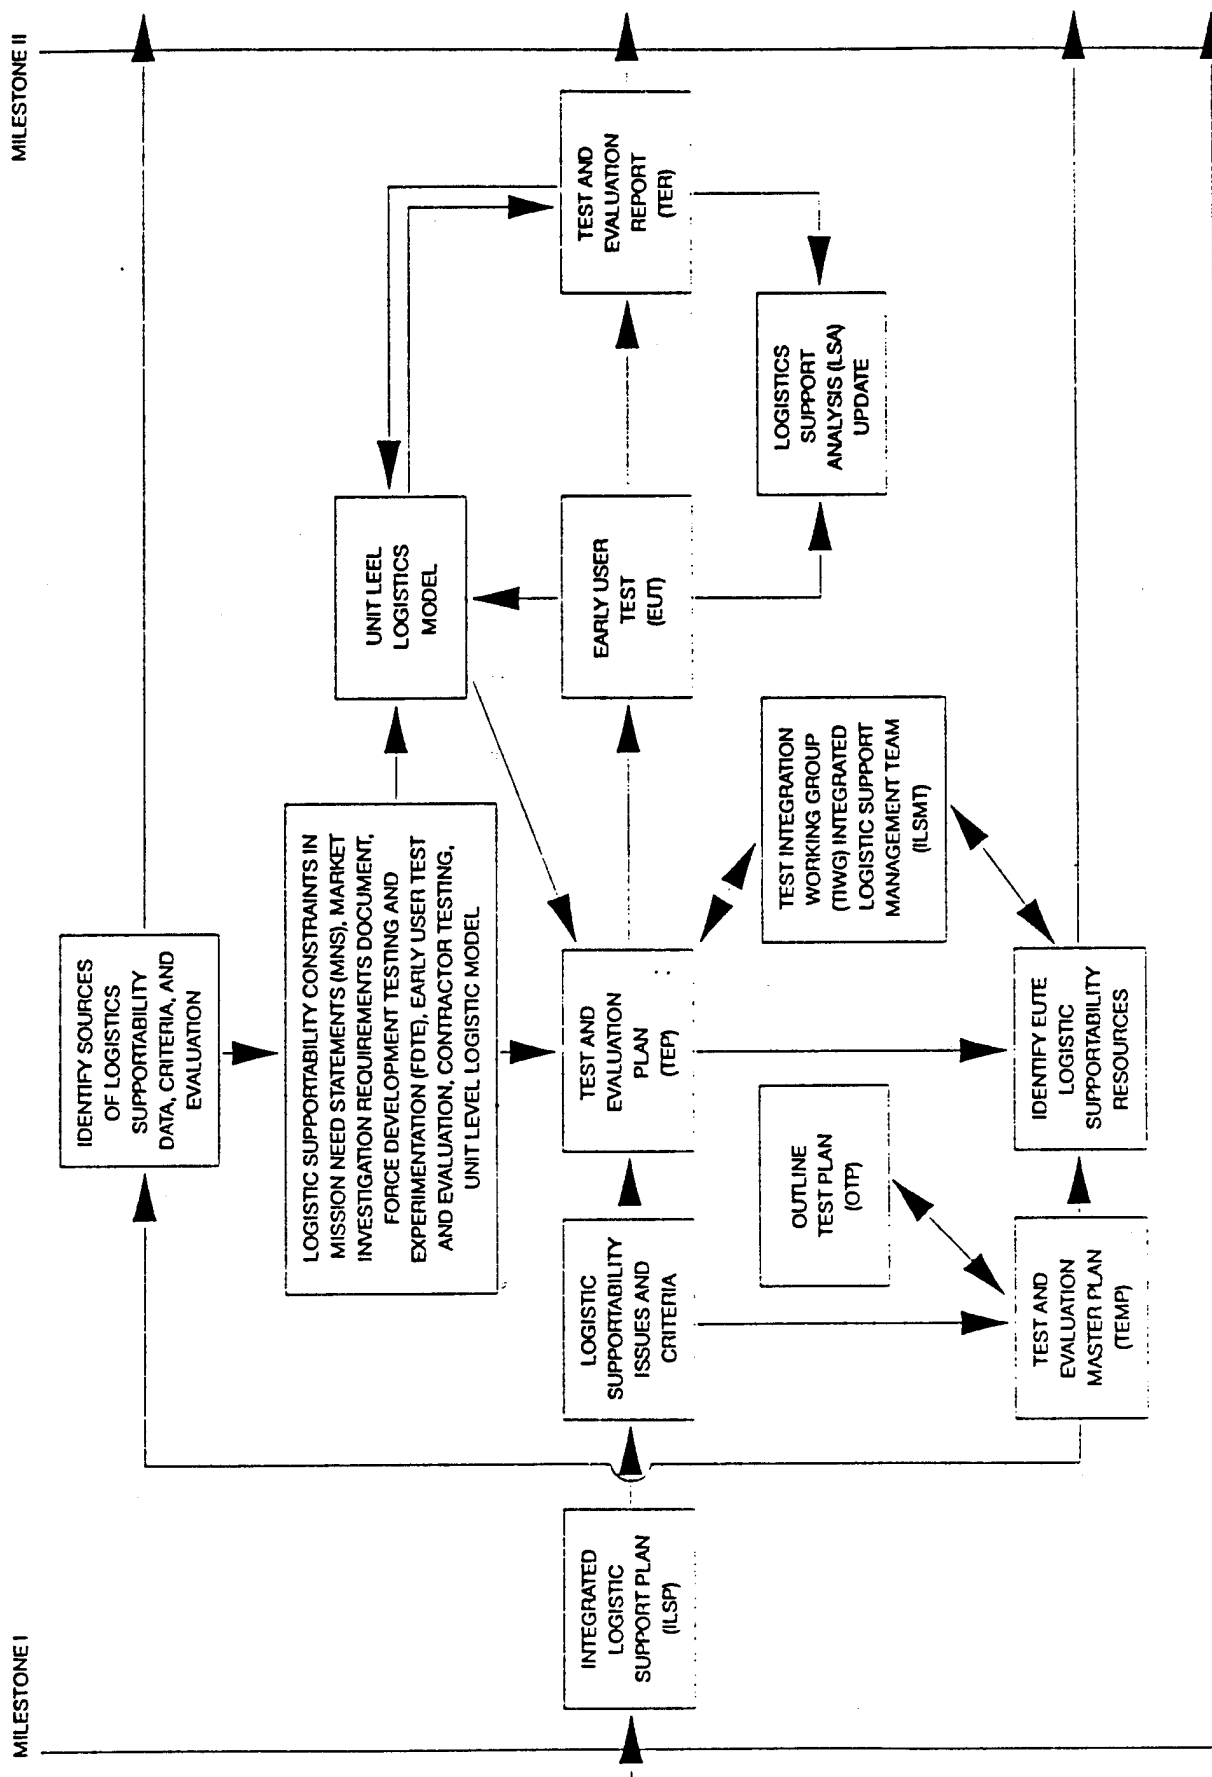 MILESTONE I
MILESTONE II
IDENTIFY SOURCES
OF LOGISTICS
SUPPORTABILITY
DATA, CRITERIA, AND
EVALUATION
LOGISTIC SUPPORTABILITY CONSTRAINTS IN
MISSION NEED STATEMENTS (MNS), MARKET
INVESTIGATION REQUIREMENTS DOCUMENT,
FORCE DEVELOPMENT TESTING AND
EXPERIMENTATION (FDTE), EARLY USER TEST
AND EVALUATION, CONTRACTOR TESTING,
UNIT LEVEL LOGISTIC MODEL
UNIT LEEL
LOGISTICS
MODEL
INTEGRATED
LOGISTIC
SUPPORT PLAN
(ILSP)
LOGISTIC
SUPPORTABILITY
ISSUES AND
CRITERIA
TEST AND
EVALUATION
PLAN
(TEP)
EARLY USER
TEST
(EUT)
TEST AND
EVALUATION
REPORT
(TER)
OUTLINE
TEST PLAN
(OTP)
TEST INTEGRATION
WORKING GROUP
(TIWG) INTEGRATED
LOGISTIC SUPPORT
MANAGEMENT TEAM
(ILSMT)
LOGISTICS
SUPPORT
ANALYSIS (LSA)
UPDATE
TEST AND
EVALUATION
MASTER PLAN
(TEMP)
IDENTIFY EUTE
LOGISTIC
SUPPORTABILITY
RESOURCES